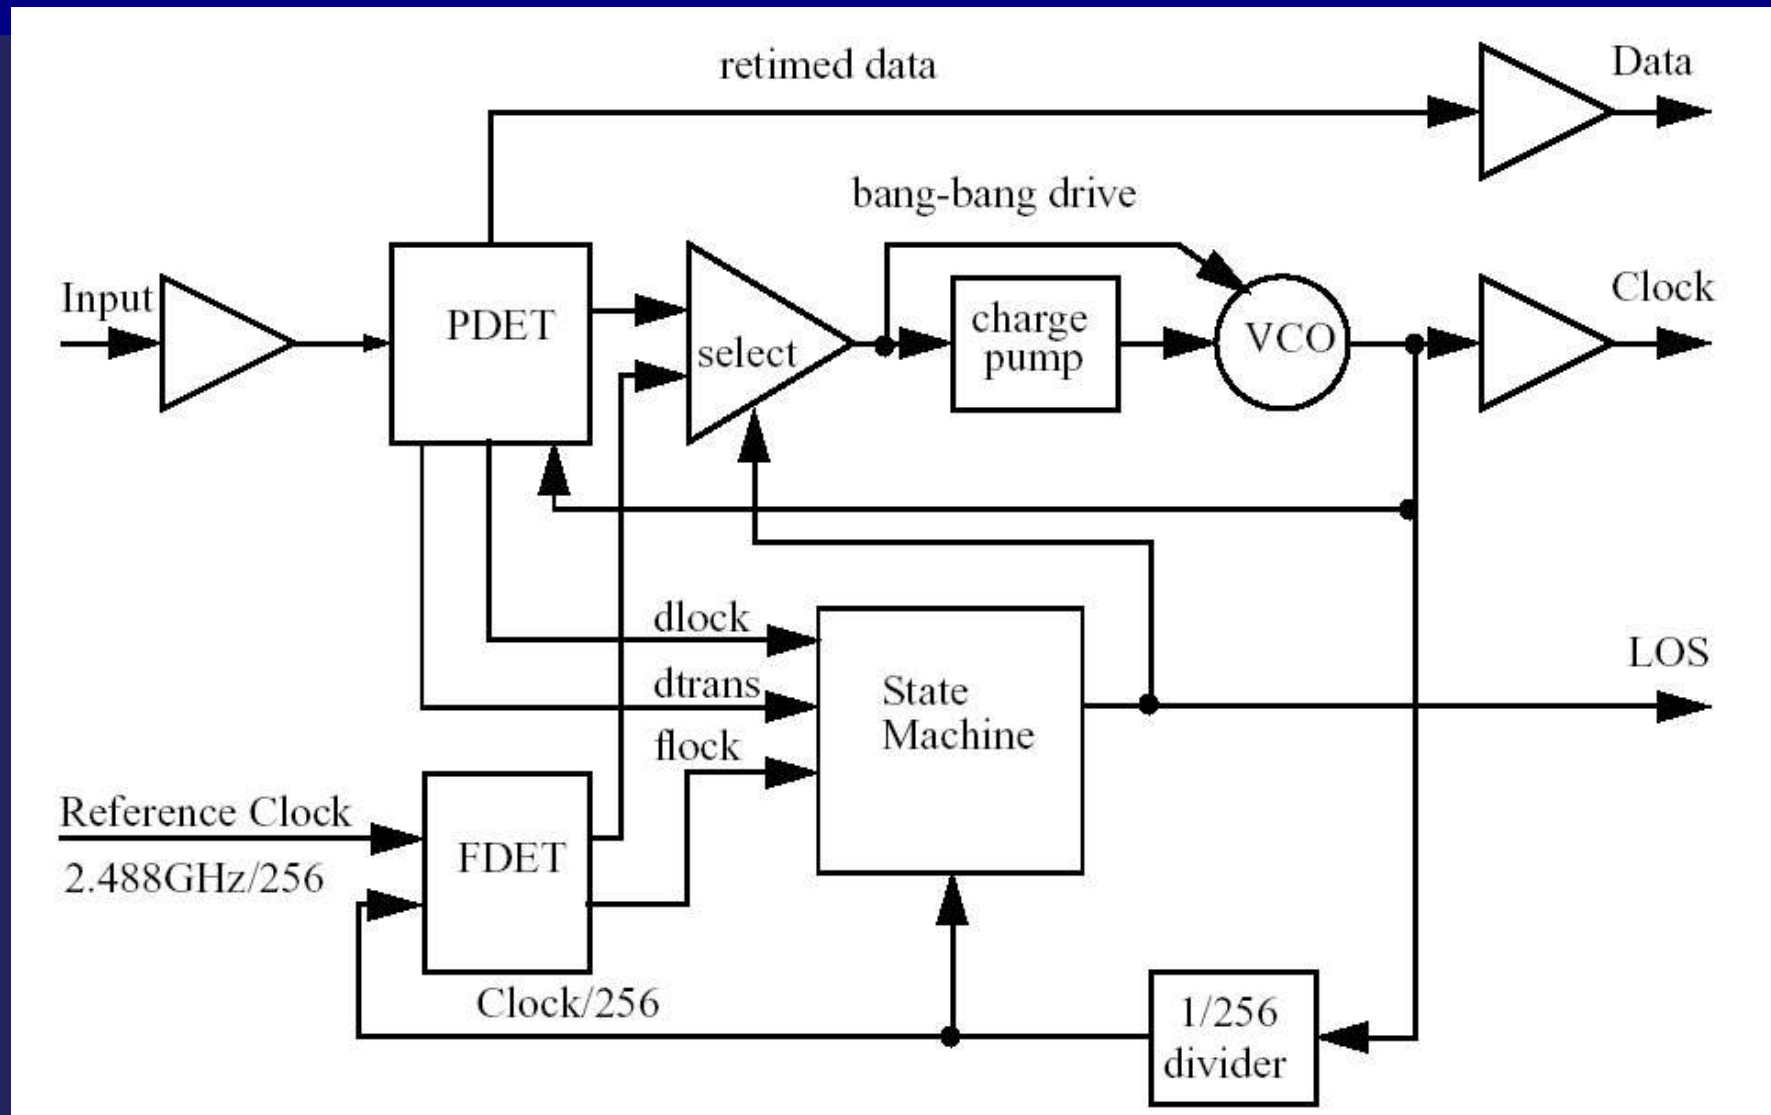 retimed data
Data
bang-bang drive
Input
PDET
select
charge
pump
VCO
Clock
dlock
dtrans
flock
State
Machine
LOS
Reference Clock
2.488GHz/256
FDET
Clock/256
1/256
divider